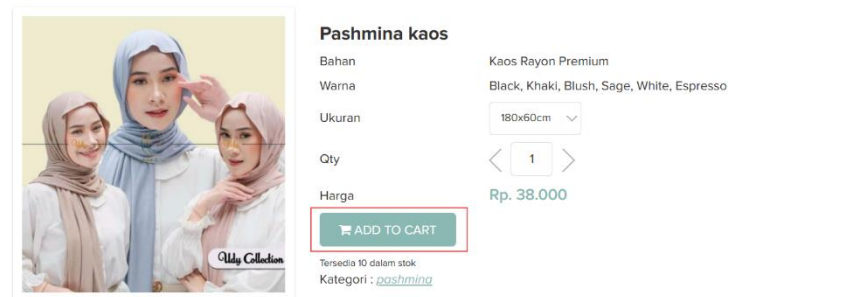 Pashmina kaos
Bahan Kaos Rayon Premium
Warna Black, Khaki, Blush, Sage, White, Espresso
Ukuran 180x60cm
Qty 1
Harga Rp. 38.000
ADD TO CART
Tersedia 10 dalam stok
Kategori : pashmina
Udy Collection